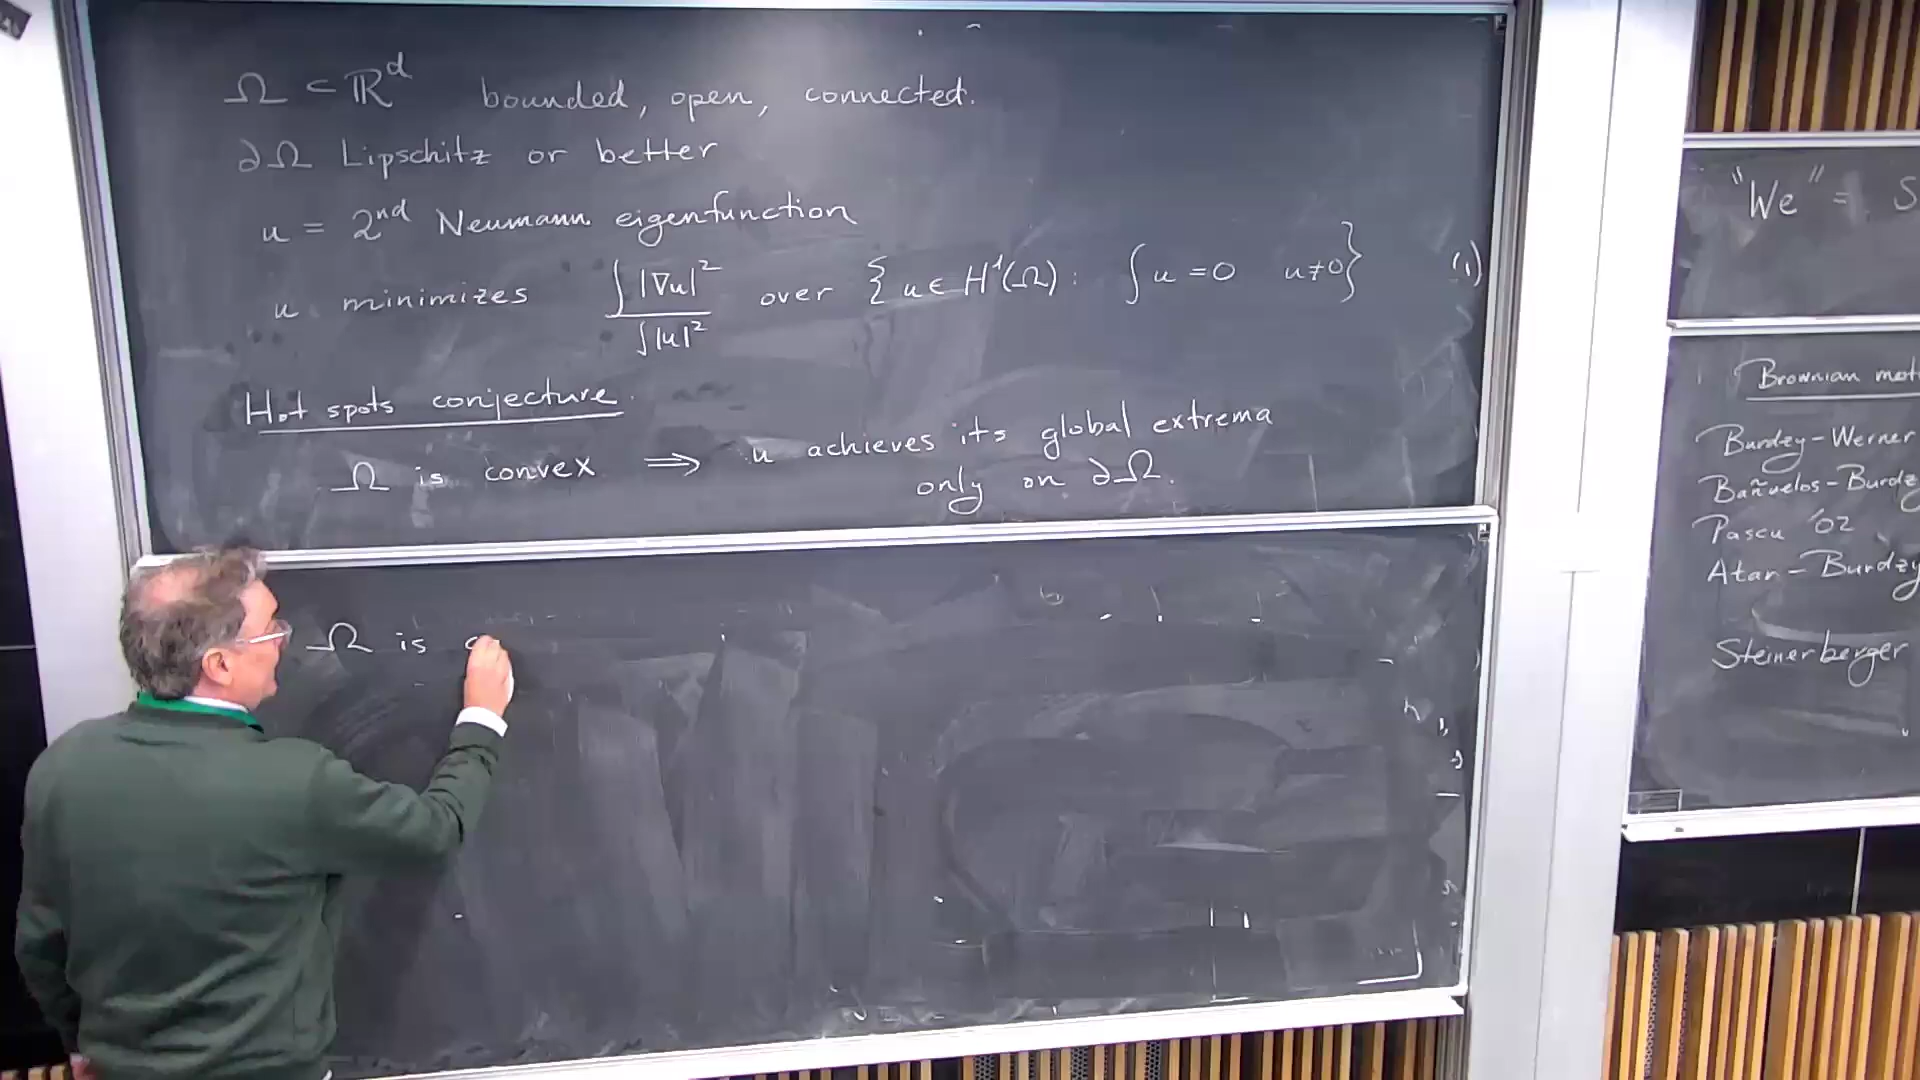 Ω ⊂ ℝᵈ bounded, open, connected.
∂Ω Lipschitz or better
u = 2ⁿᵈ Neumann eigenfunction
u minimizes ∫|∇u|² / ∫|u|² over { u ∈ H¹(Ω) : ∫u = 0 u≠0 } (1)
Hot spots conjecture.
Ω is convex ⟹ u achieves its global extrema
only on ∂Ω.
Ω is
"We" = S
Brownian mot
Burdzy-Werner
Bañuelos-Burdz
Pascu '02
Atar-Burdzy
Steinerberger